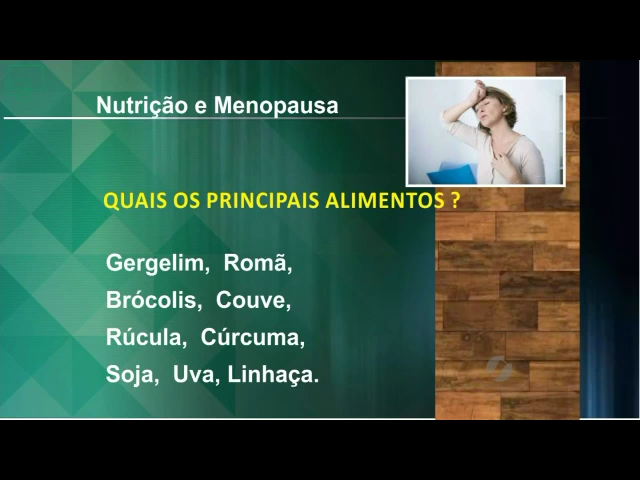 Nutrição e Menopausa
QUAIS OS PRINCIPAIS ALIMENTOS ?
Gergelim, Romã,
Brócolis, Couve,
Rúcula, Cúrcuma,
Soja, Uva, Linhaça.